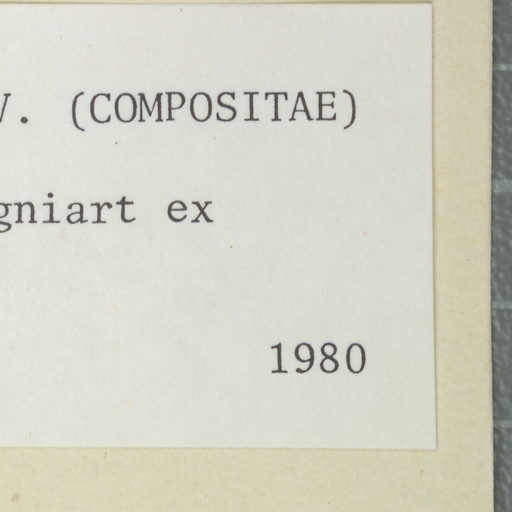 V. (COMPOSITAE)
gniart ex
1980